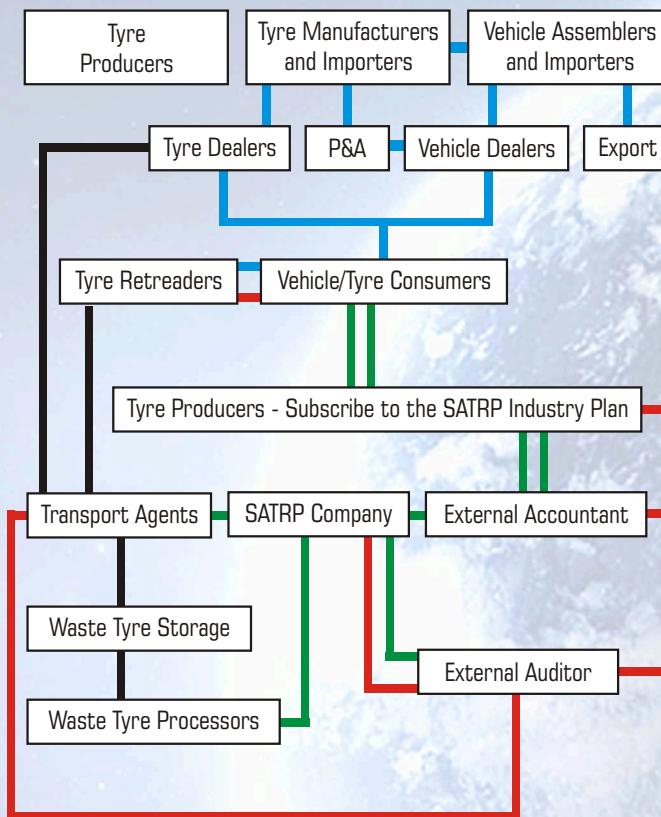 Tyre
Producers
Tyre Manufacturers
and Importers
Vehicle Assemblers
and Importers
Tyre Dealers
P&A
Vehicle Dealers
Export
Tyre Retreaders
Vehicle/Tyre Consumers
Tyre Producers - Subscribe to the SATRP Industry Plan
Transport Agents
SATRP Company
External Accountant
Waste Tyre Storage
External Auditor
Waste Tyre Processors